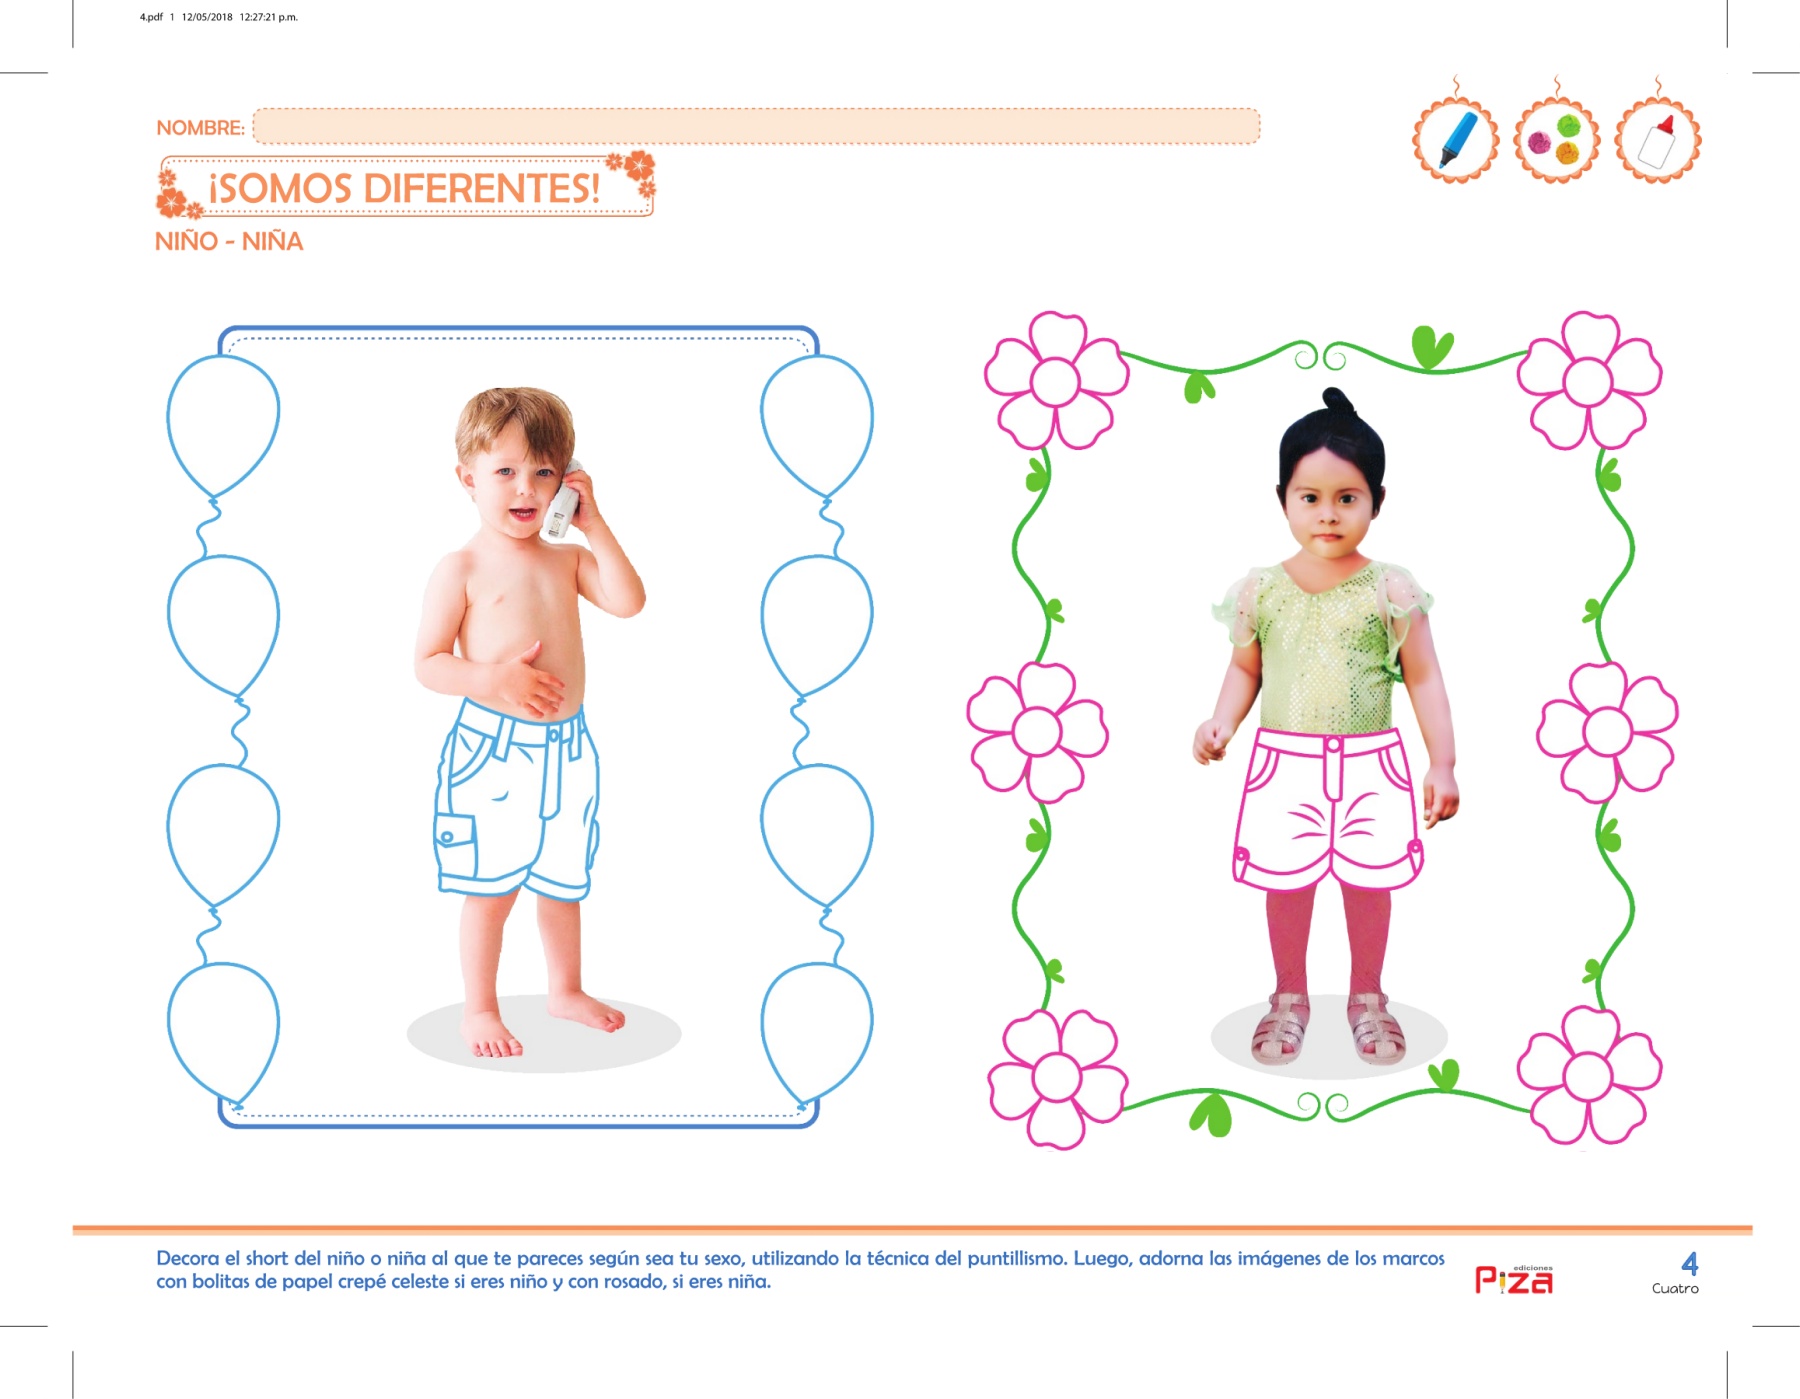 4.pdf 1 12/05/2018 12:27:21 p.m.
NOMBRE:
¡SOMOS DIFERENTES!
NIÑO - NIÑA
Decora el short del niño o niña al que te pareces según sea tu sexo, utilizando la técnica del puntillismo. Luego, adorna las imágenes de los marcos
con bolitas de papel crepé celeste si eres niño y con rosado, si eres niña.
ediciones
Piza
4
Cuatro